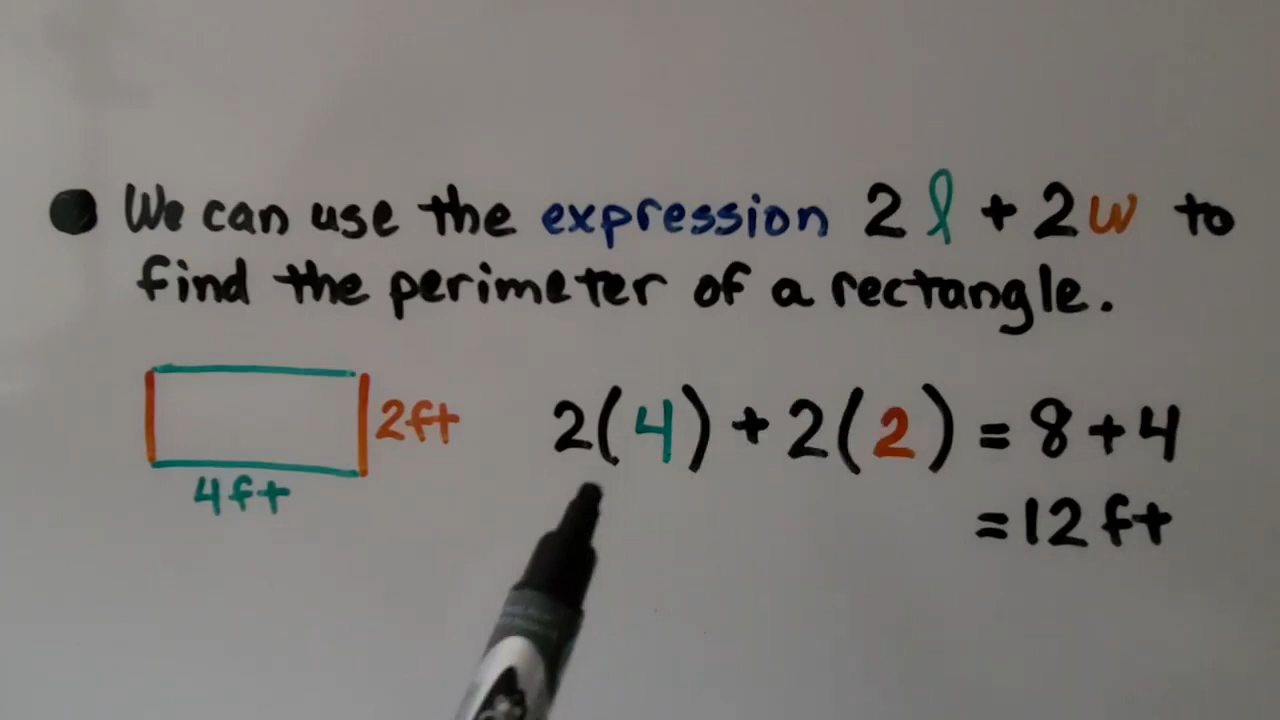 We can use the expression 2l + 2w to
find the perimeter of a rectangle.
2ft
4ft
2(4) + 2(2) = 8 + 4
= 12 ft